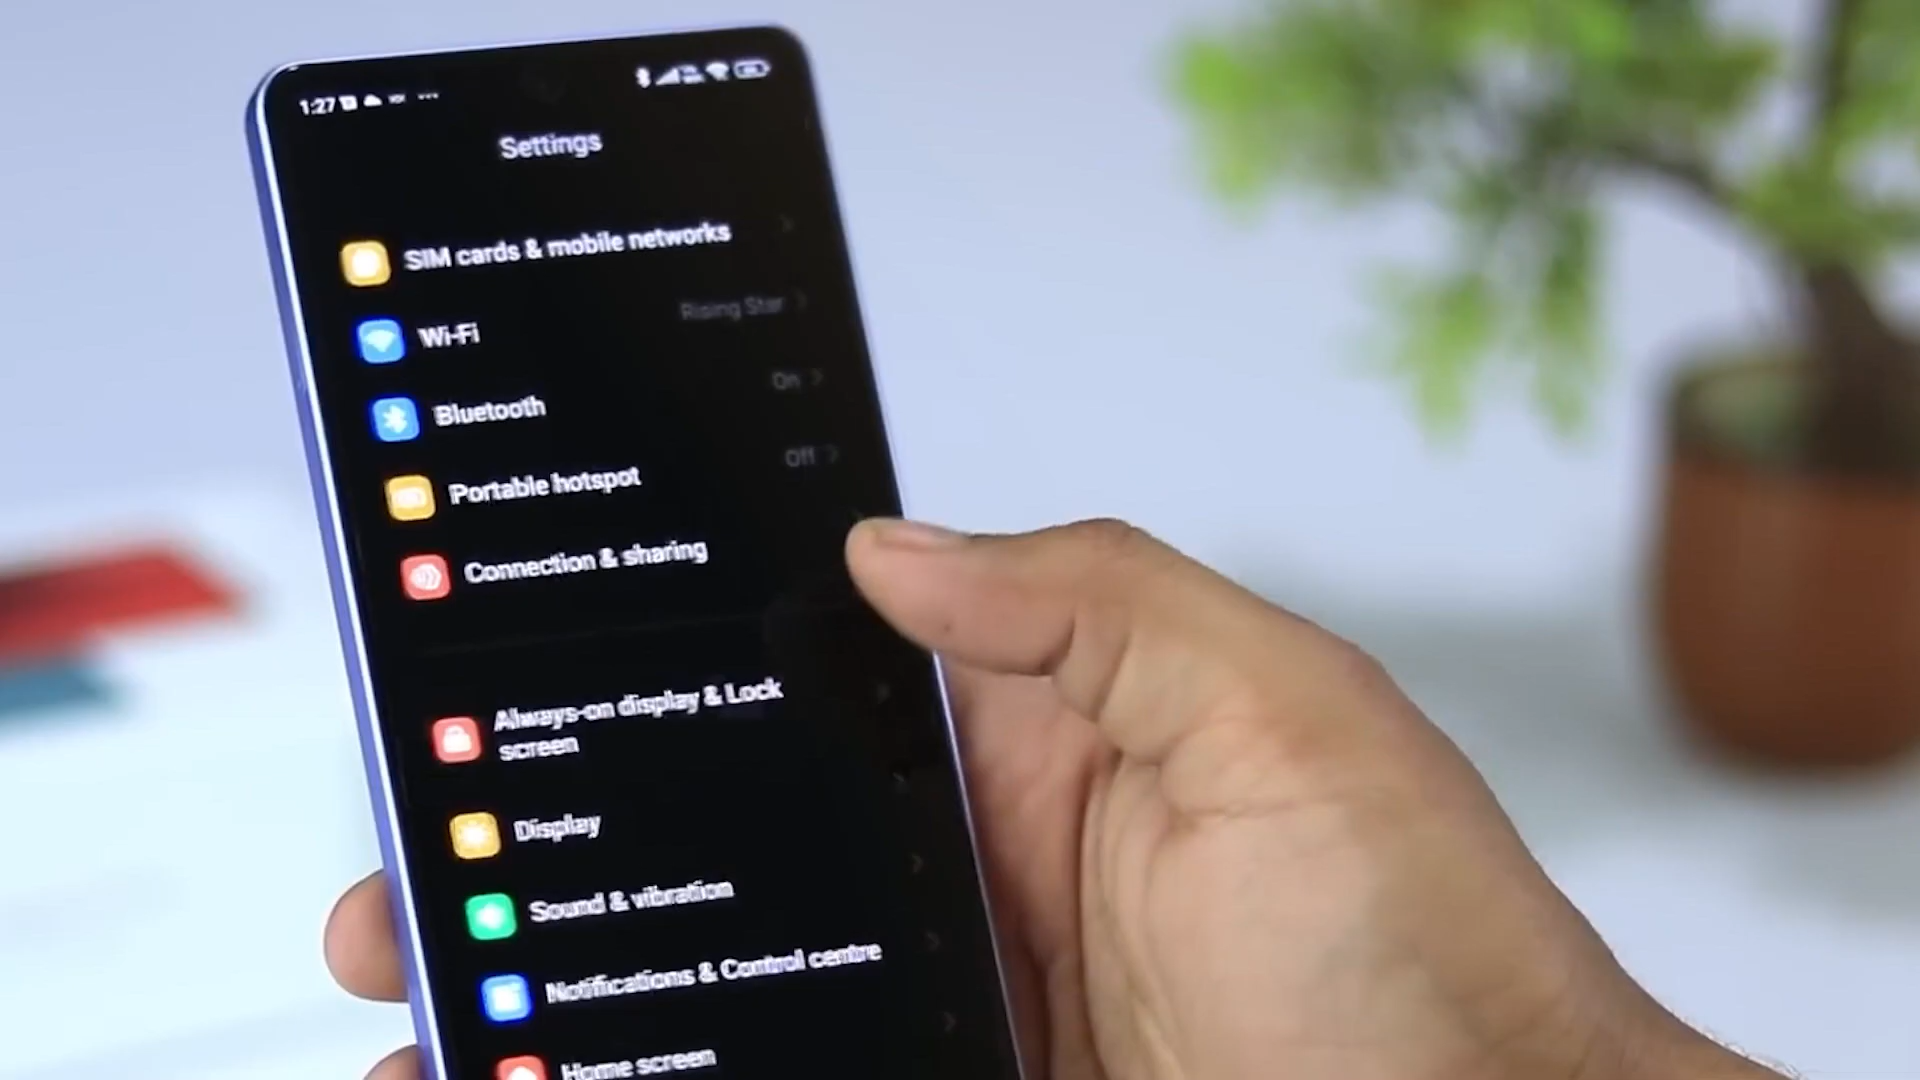 1:27
Settings
SIM cards & mobile networks
Wi-Fi Rising Star
Bluetooth On
Portable hotspot Off
Connection & sharing
Always-on display & Lock
screen
Display
Sound & vibration
Notifications & Control centre
Home screen